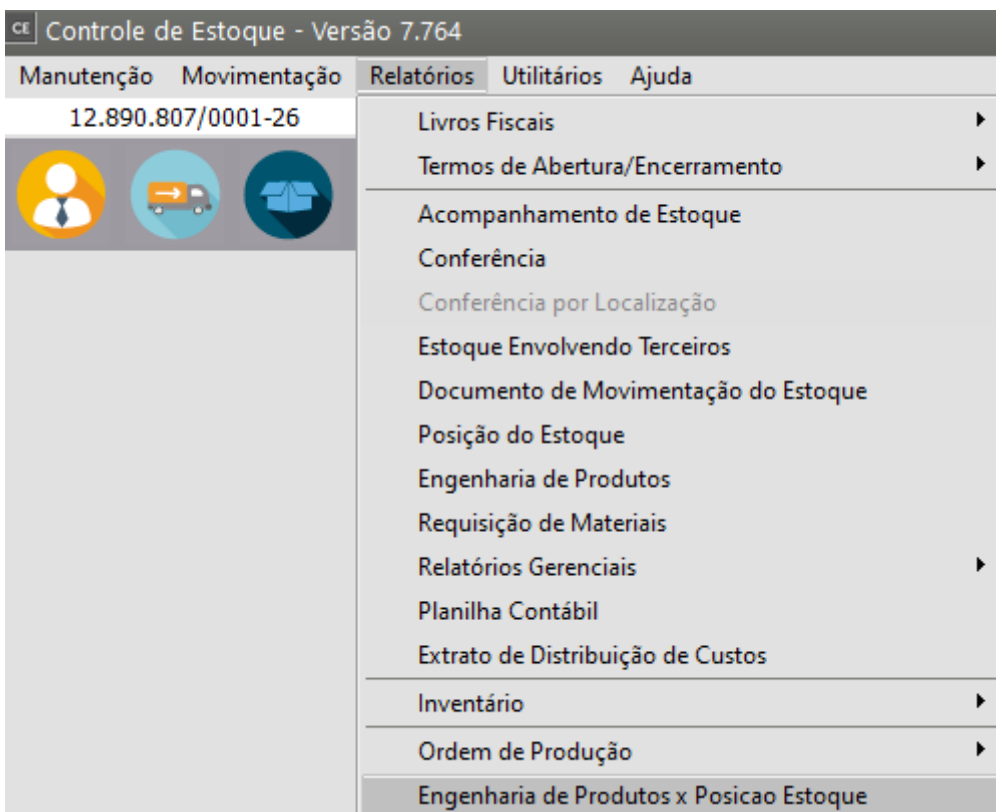 CE Controle de Estoque - Versão 7.764
Manutenção Movimentação Relatórios Utilitários Ajuda
12.890.807/0001-26
Livros Fiscais
Termos de Abertura/Encerramento
Acompanhamento de Estoque
Conferência
Conferência por Localização
Estoque Envolvendo Terceiros
Documento de Movimentação do Estoque
Posição do Estoque
Engenharia de Produtos
Requisição de Materiais
Relatórios Gerenciais
Planilha Contábil
Extrato de Distribuição de Custos
Inventário
Ordem de Produção
Engenharia de Produtos x Posicao Estoque